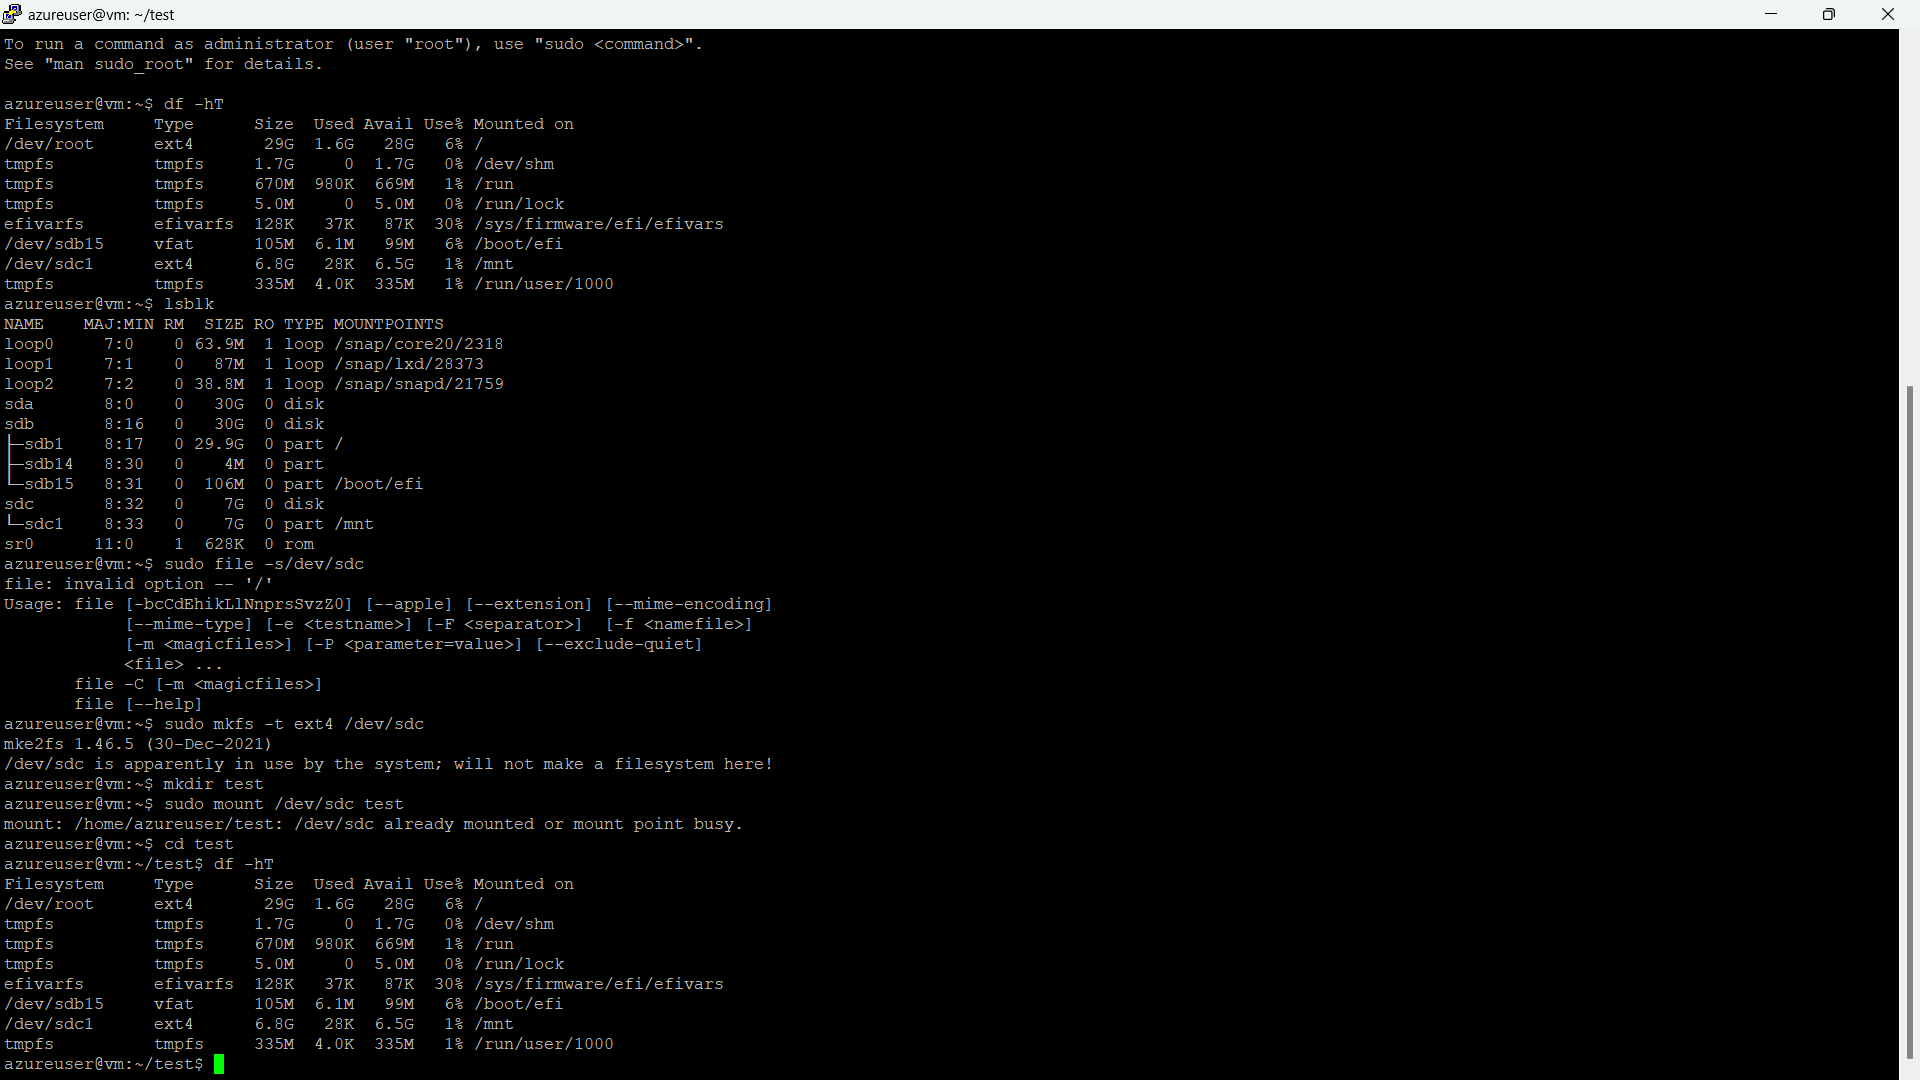 azureuser@vm: ~/test
To run a command as administrator (user "root"), use "sudo <command>".
See "man sudo_root" for details.
azureuser@vm:~$ df -hT
Filesystem     Type      Size  Used Avail Use% Mounted on
/dev/root      ext4       29G  1.6G   28G   6% /
tmpfs          tmpfs     1.7G     0  1.7G   0% /dev/shm
tmpfs          tmpfs     670M  980K  669M   1% /run
tmpfs          tmpfs     5.0M     0  5.0M   0% /run/lock
efivarfs       efivarfs  128K   37K   87K  30% /sys/firmware/efi/efivars
/dev/sdb15     vfat      105M  6.1M   99M   6% /boot/efi
/dev/sdc1      ext4      6.8G   28K  6.5G   1% /mnt
tmpfs          tmpfs     335M  4.0K  335M   1% /run/user/1000
azureuser@vm:~$ lsblk
NAME    MAJ:MIN RM  SIZE RO TYPE MOUNTPOINTS
loop0     7:0    0 63.9M  1 loop /snap/core20/2318
loop1     7:1    0   87M  1 loop /snap/lxd/28373
loop2     7:2    0 38.8M  1 loop /snap/snapd/21759
sda       8:0    0   30G  0 disk
sdb       8:16   0   30G  0 disk
├─sdb1    8:17   0 29.9G  0 part /
├─sdb14   8:30   0    4M  0 part
└─sdb15   8:31   0  106M  0 part /boot/efi
sdc       8:32   0    7G  0 disk
└─sdc1    8:33   0    7G  0 part /mnt
sr0      11:0    1  628K  0 rom
azureuser@vm:~$ sudo file -s/dev/sdc
file: invalid option -- '/'
Usage: file [-bcCdEhikLlNnprsSvzZ0] [--apple] [--extension] [--mime-encoding]
            [--mime-type] [-e <testname>] [-F <separator>]  [-f <namefile>]
            [-m <magicfiles>] [-P <parameter=value>] [--exclude-quiet]
            <file> ...
       file -C [-m <magicfiles>]
       file [--help]
azureuser@vm:~$ sudo mkfs -t ext4 /dev/sdc
mke2fs 1.46.5 (30-Dec-2021)
/dev/sdc is apparently in use by the system; will not make a filesystem here!
azureuser@vm:~$ mkdir test
azureuser@vm:~$ sudo mount /dev/sdc test
mount: /home/azureuser/test: /dev/sdc already mounted or mount point busy.
azureuser@vm:~$ cd test
azureuser@vm:~/test$ df -hT
Filesystem     Type      Size  Used Avail Use% Mounted on
/dev/root      ext4       29G  1.6G   28G   6% /
tmpfs          tmpfs     1.7G     0  1.7G   0% /dev/shm
tmpfs          tmpfs     670M  980K  669M   1% /run
tmpfs          tmpfs     5.0M     0  5.0M   0% /run/lock
efivarfs       efivarfs  128K   37K   87K  30% /sys/firmware/efi/efivars
/dev/sdb15     vfat      105M  6.1M   99M   6% /boot/efi
/dev/sdc1      ext4      6.8G   28K  6.5G   1% /mnt
tmpfs          tmpfs     335M  4.0K  335M   1% /run/user/1000
azureuser@vm:~/test$